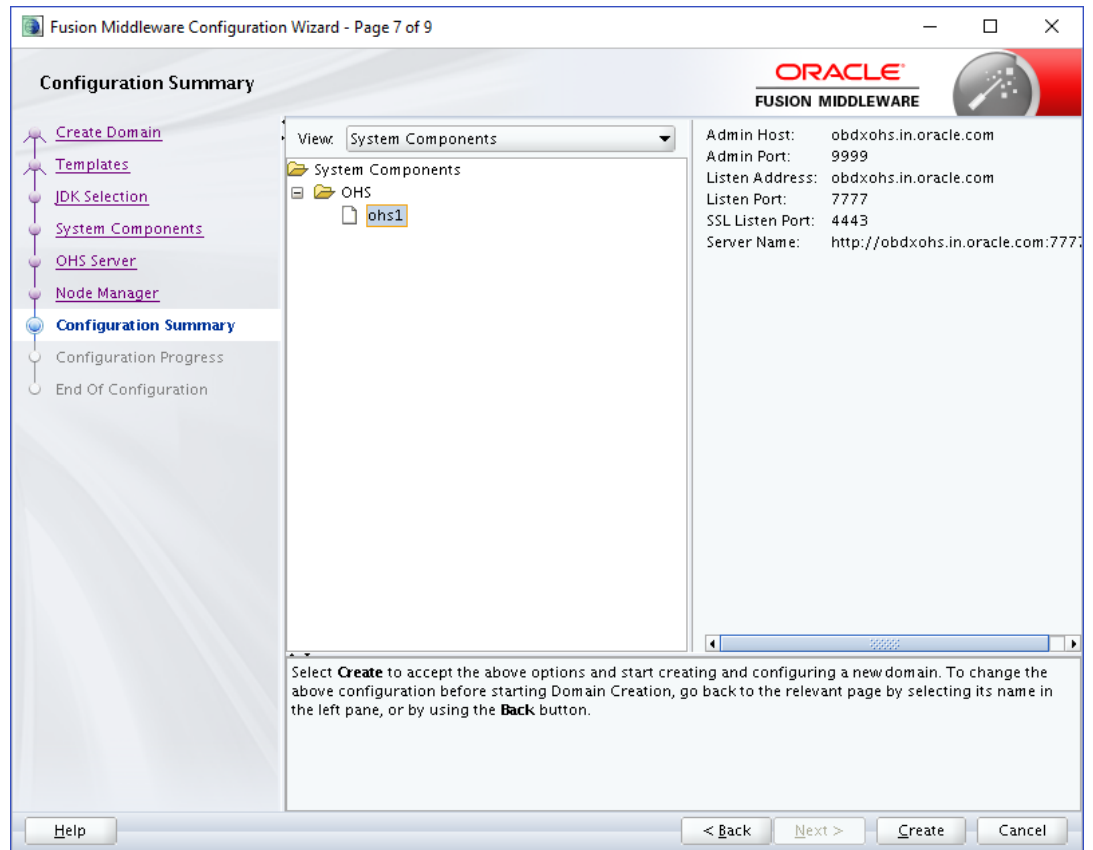 Fusion Middleware Configuration Wizard - Page 7 of 9
Configuration Summary
ORACLE
FUSION MIDDLEWARE
Create Domain
Templates
JDK Selection
System Components
OHS Server
Node Manager
Configuration Summary
Configuration Progress
End Of Configuration
View: System Components
System Components
OHS
ohs1
Admin Host: obdxohs.in.oracle.com
Admin Port: 9999
Listen Address: obdxohs.in.oracle.com
Listen Port: 7777
SSL Listen Port: 4443
Server Name: http://obdxohs.in.oracle.com:7777
Select Create to accept the above options and start creating and configuring a new domain. To change the
above configuration before starting Domain Creation, go back to the relevant page by selecting its name in
the left pane, or by using the Back button.
Help
< Back
Next >
Create
Cancel